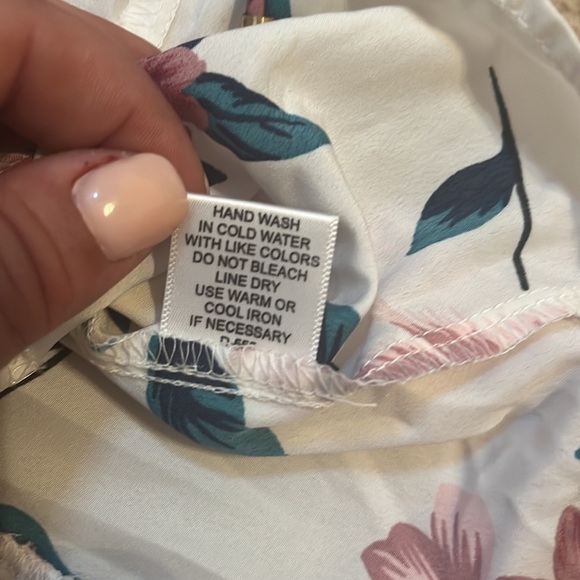 HAND WASH
IN COLD WATER
WITH LIKE COLORS
DO NOT BLEACH
LINE DRY
USE WARM OR
COOL IRON
IF NECESSARY